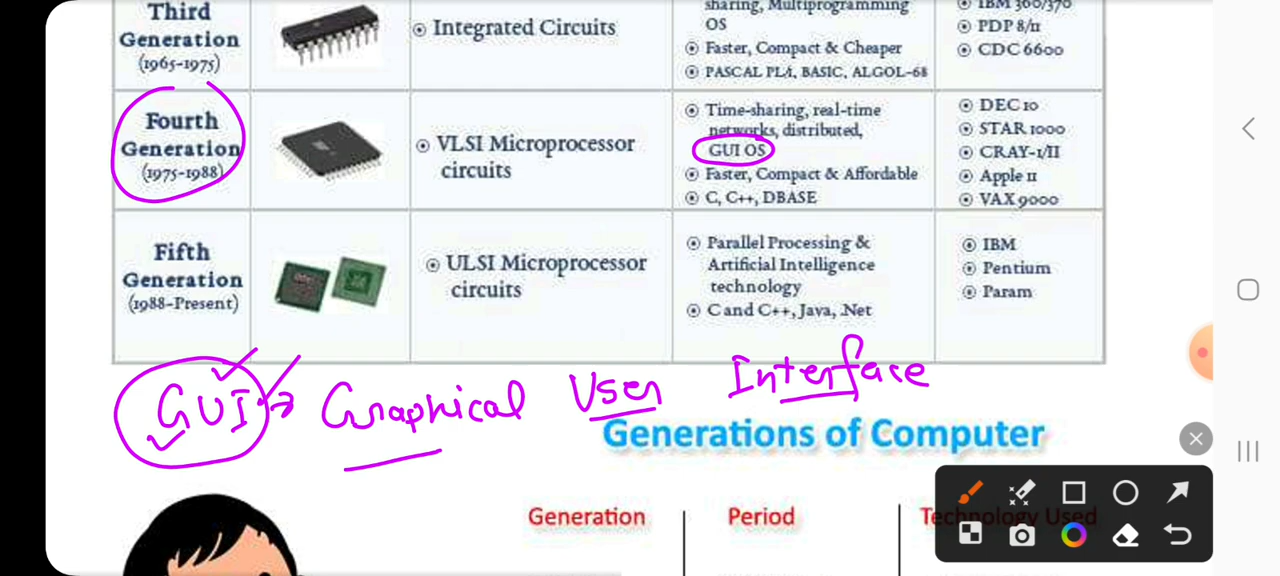 Third
Generation
(1965-1975)
Integrated Circuits
sharing, Multiprogramming
OS
Faster, Compact & Cheaper
PASCAL PL/1, BASIC, ALGOL-68
IBM 360/370
PDP 8/11
CDC 6600
Fourth
Generation
(1975-1988)
VLSI Microprocessor
circuits
Time-sharing, real-time
networks, distributed,
GUI OS
Faster, Compact & Affordable
C, C++, DBASE
DEC 10
STAR 1000
CRAY-1/II
Apple 11
VAX 9000
Fifth
Generation
(1988-Present)
ULSI Microprocessor
circuits
Parallel Processing &
Artificial Intelligence
technology
C and C++, Java, .Net
IBM
Pentium
Param
GUI → Graphical User Interface
Generations of Computer
Generation Period Technology Used